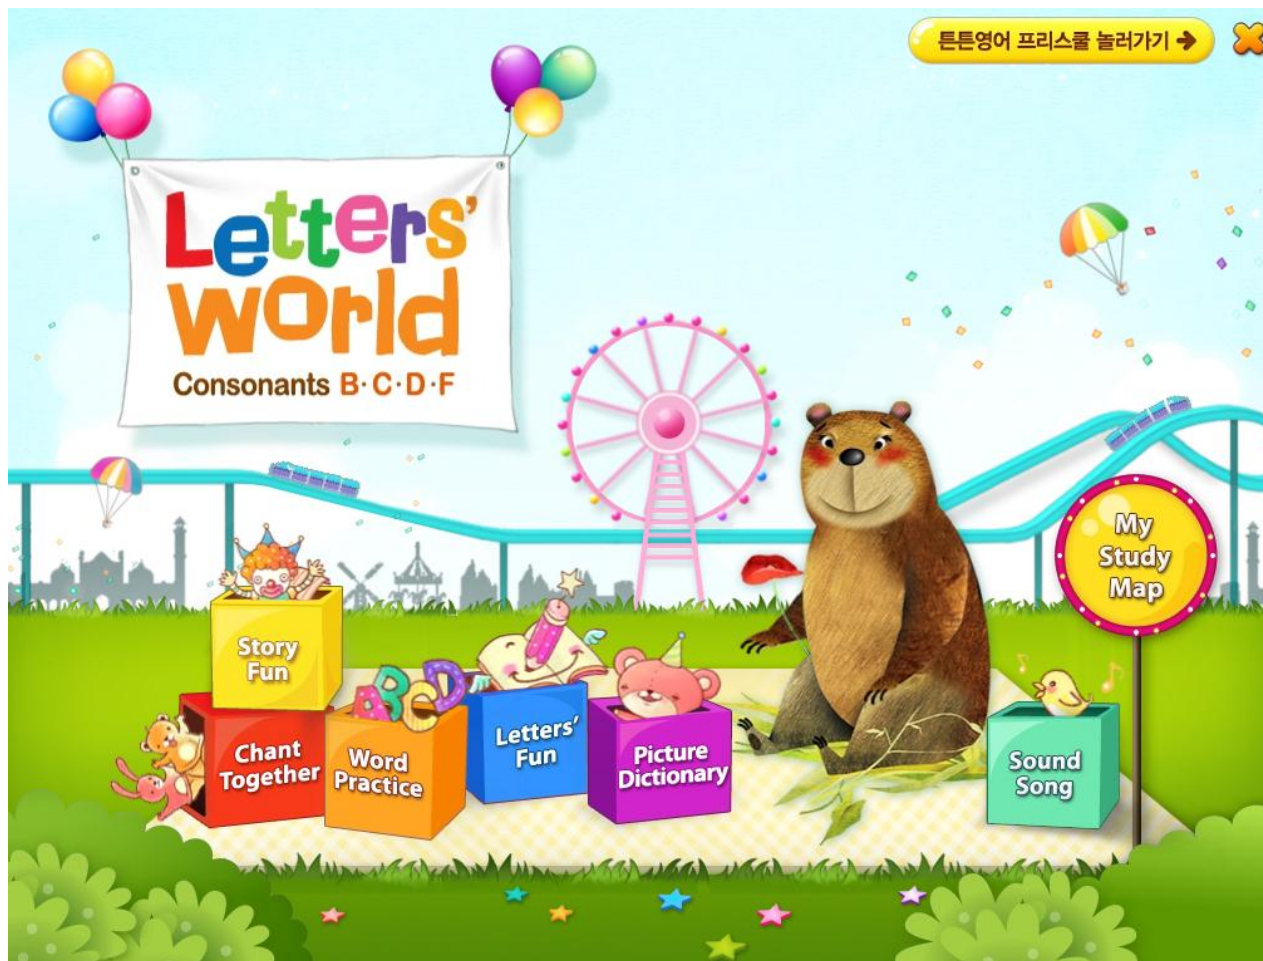 튼튼영어 프리스쿨 놀러가기 →
Letters'
World
Consonants B·C·D·F
My
Study
Map
Story
Fun
ABCD
Chant
Together
Word
Practice
Letters'
Fun
Picture
Dictionary
Sound
Song